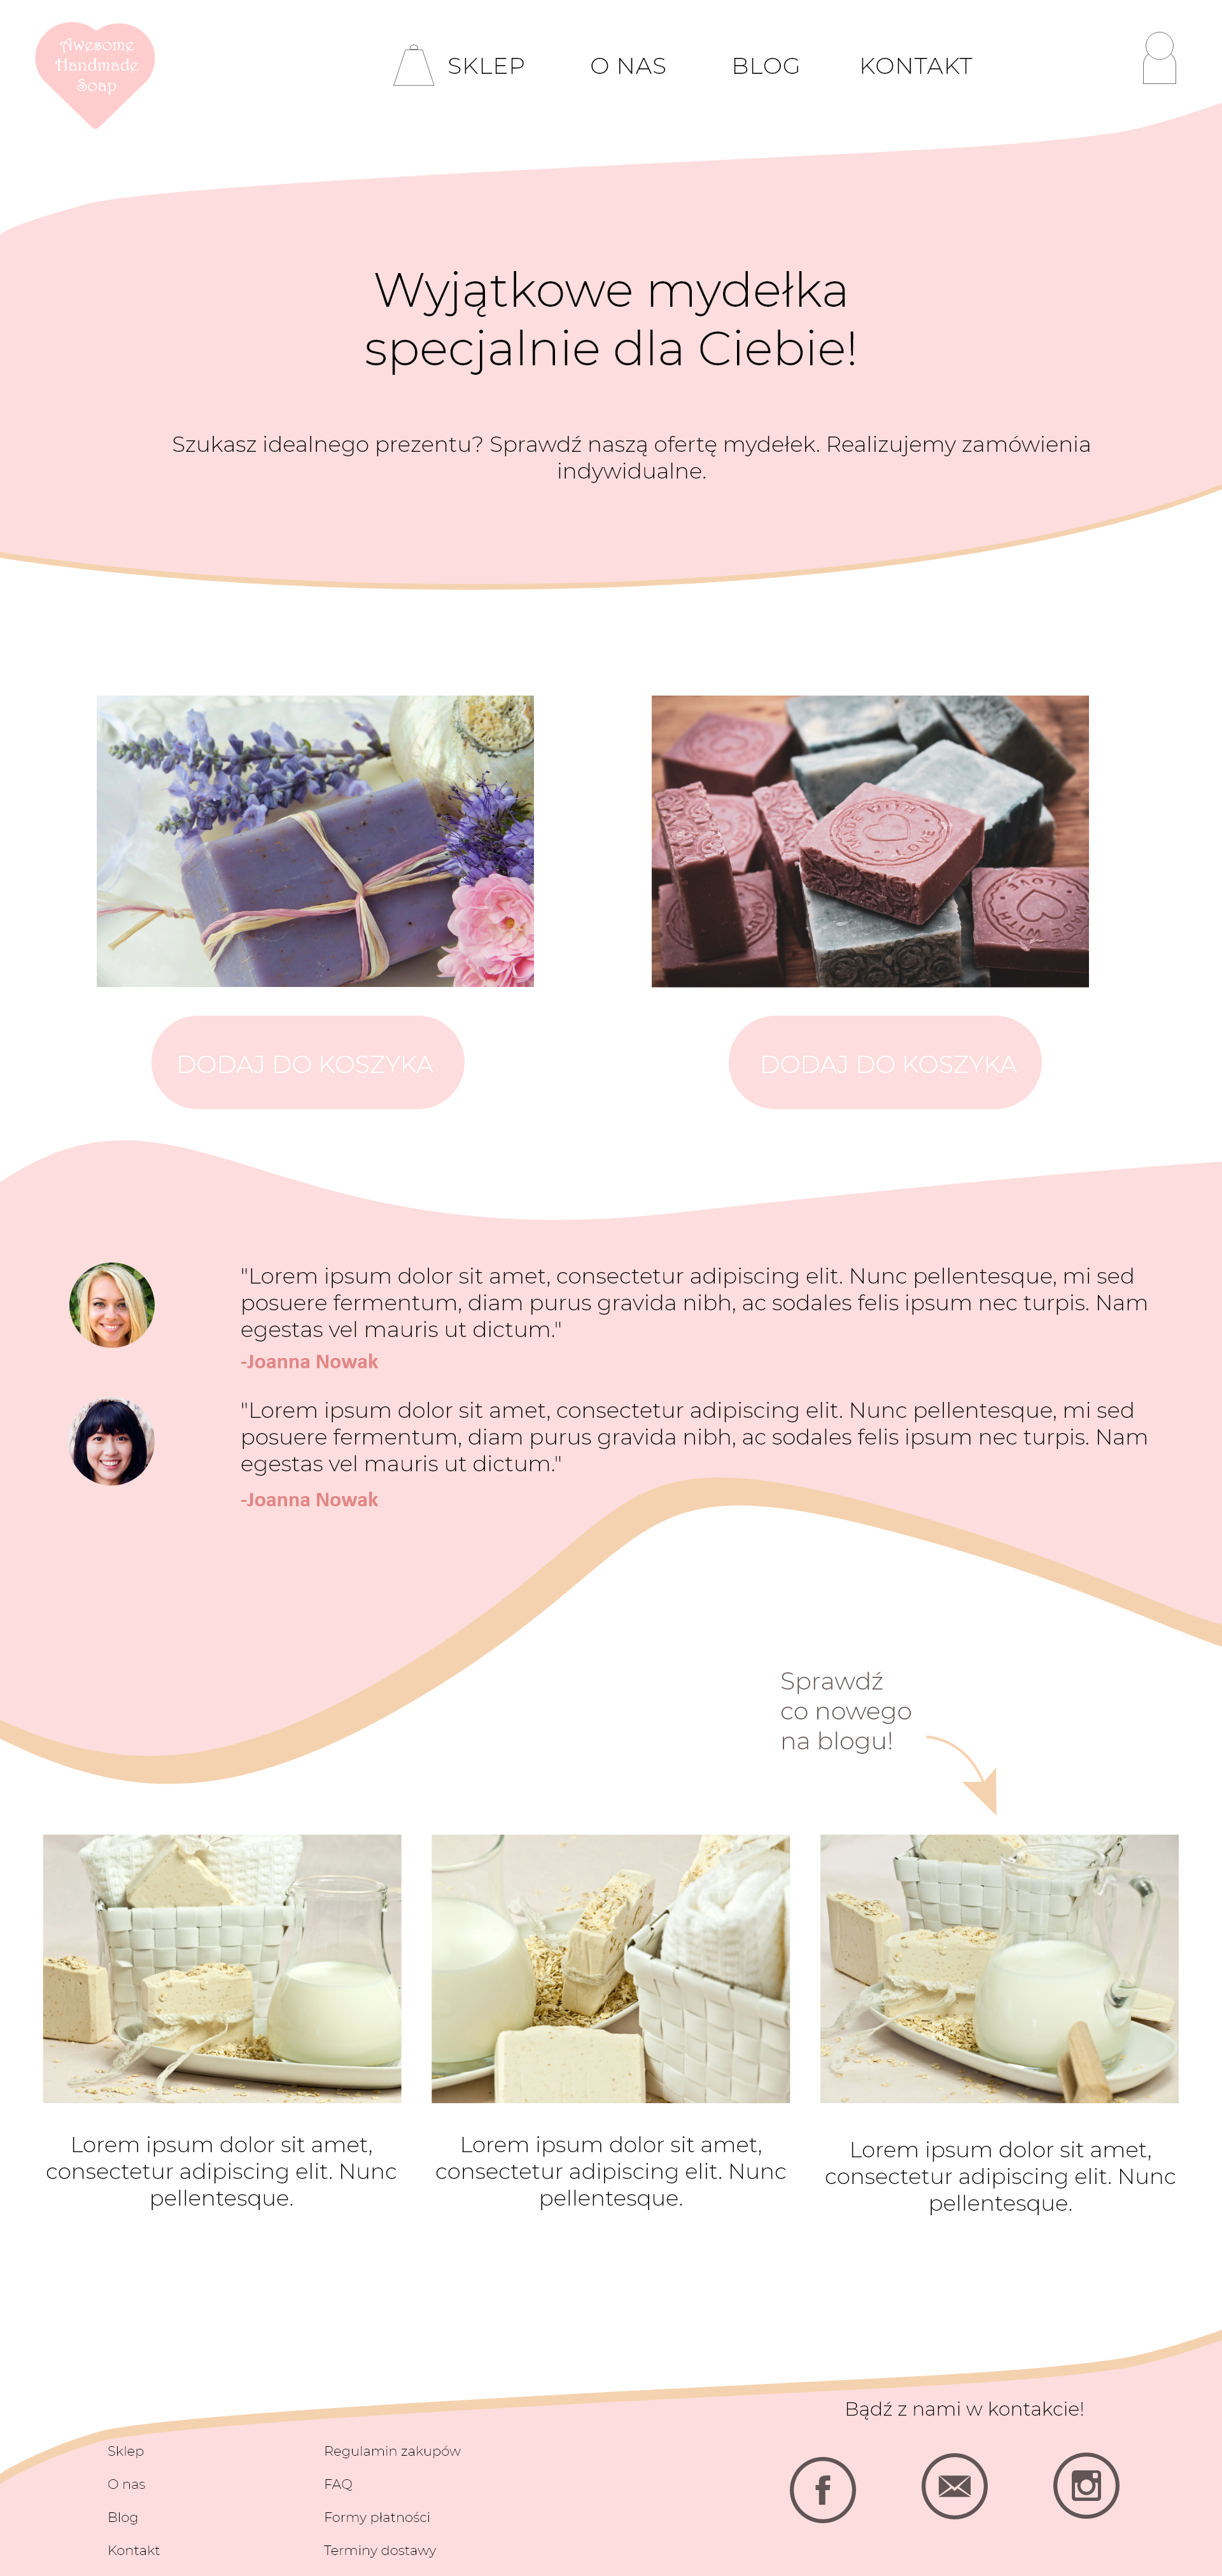 Awesome
Handmade
Soap
SKLEP
O NAS
BLOG
KONTAKT
Wyjątkowe mydełka
specjalnie dla Ciebie!
Szukasz idealnego prezentu? Sprawdź naszą ofertę mydełek. Realizujemy zamówienia
indywidualne.
MADE WITH
LOVE
MADE WITH
DODAJ DO KOSZYKA
DODAJ DO KOSZYKA
"Lorem ipsum dolor sit amet, consectetur adipiscing elit. Nunc pellentesque, mi sed
posuere fermentum, diam purus gravida nibh, ac sodales felis ipsum nec turpis. Nam
egestas vel mauris ut dictum."
-Joanna Nowak
"Lorem ipsum dolor sit amet, consectetur adipiscing elit. Nunc pellentesque, mi sed
posuere fermentum, diam purus gravida nibh, ac sodales felis ipsum nec turpis. Nam
egestas vel mauris ut dictum."
-Joanna Nowak
Sprawdź
co nowego
na blogu!
Lorem ipsum dolor sit amet,
consectetur adipiscing elit. Nunc
pellentesque.
Lorem ipsum dolor sit amet,
consectetur adipiscing elit. Nunc
pellentesque.
Lorem ipsum dolor sit amet,
consectetur adipiscing elit. Nunc
pellentesque.
Bądź z nami w kontakcie!
Sklep
O nas
Blog
Kontakt
Regulamin zakupów
FAQ
Formy płatności
Terminy dostawy